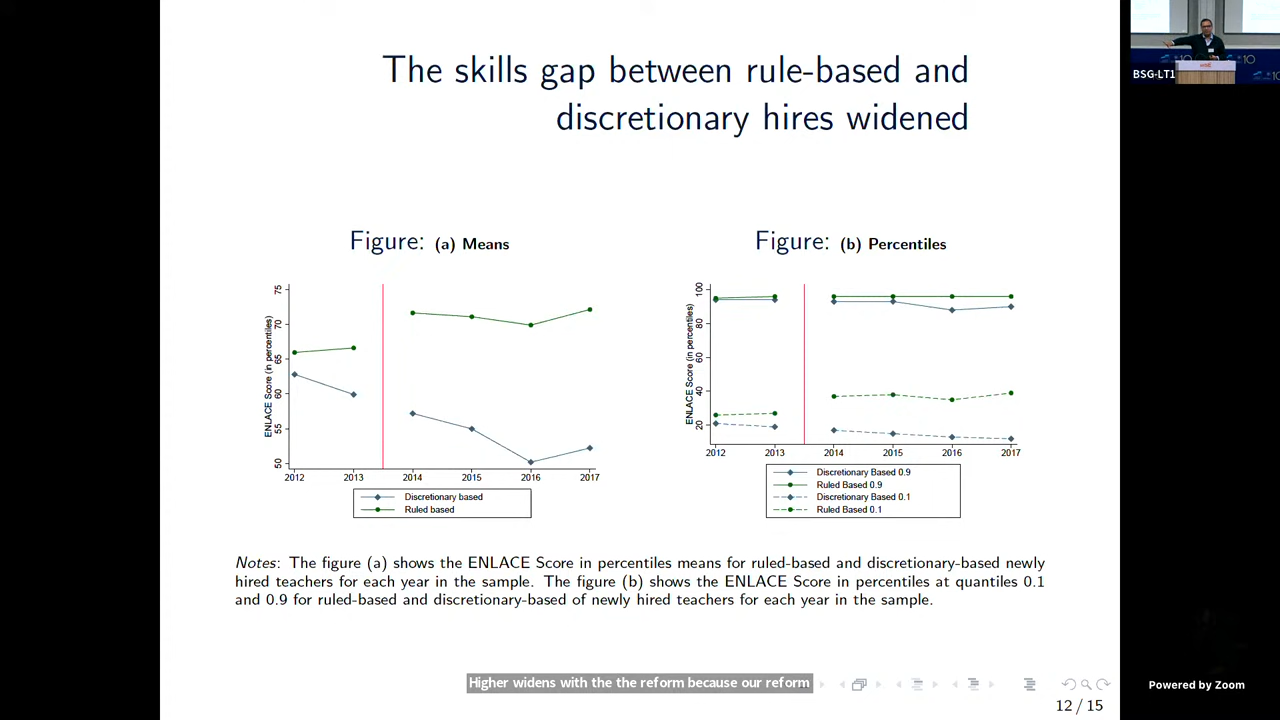 The skills gap between rule-based and
discretionary hires widened
Figure: (a) Means
ENLACE Score (in percentiles)
75
70
65
60
55
50
2012 2013 2014 2015 2016 2017
Discretionary based
Ruled based
Figure: (b) Percentiles
ENLACE Score (in percentiles)
100
80
60
40
20
2012 2013 2014 2015 2016 2017
Discretionary Based 0.9
Ruled Based 0.9
Discretionary Based 0.1
Ruled Based 0.1
Notes: The figure (a) shows the ENLACE Score in percentiles means for ruled-based and discretionary-based newly
hired teachers for each year in the sample. The figure (b) shows the ENLACE Score in percentiles at quantiles 0.1
and 0.9 for ruled-based and discretionary-based of newly hired teachers for each year in the sample.
Higher widens with the the reform because our reform
12 / 15
BSG-LT1
Powered by Zoom